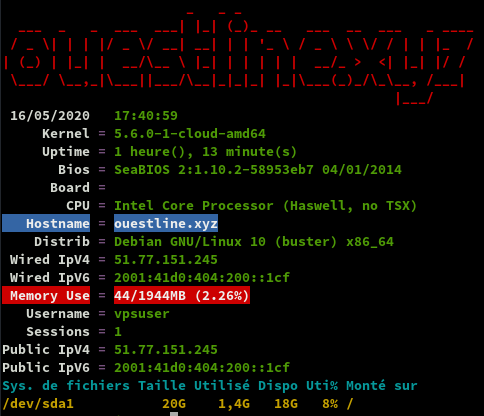 ouestline.xyz
16/05/2020 17:40:59
Kernel = 5.6.0-1-cloud-amd64
Uptime = 1 heure(), 13 minute(s)
Bios = SeaBIOS 2:1.10.2-58953eb7 04/01/2014
Board =
CPU = Intel Core Processor (Haswell, no TSX)
Hostname = ouestline.xyz
Distrib = Debian GNU/Linux 10 (buster) x86_64
Wired IpV4 = 51.77.151.245
Wired IpV6 = 2001:41d0:404:200::1cf
Memory Use = 44/1944MB (2.26%)
Username = vpsuser
Sessions = 1
Public IpV4 = 51.77.151.245
Public IpV6 = 2001:41d0:404:200::1cf
Sys. de fichiers Taille Utilisé Dispo Uti% Monté sur
/dev/sda1 20G 1,4G 18G 8% /